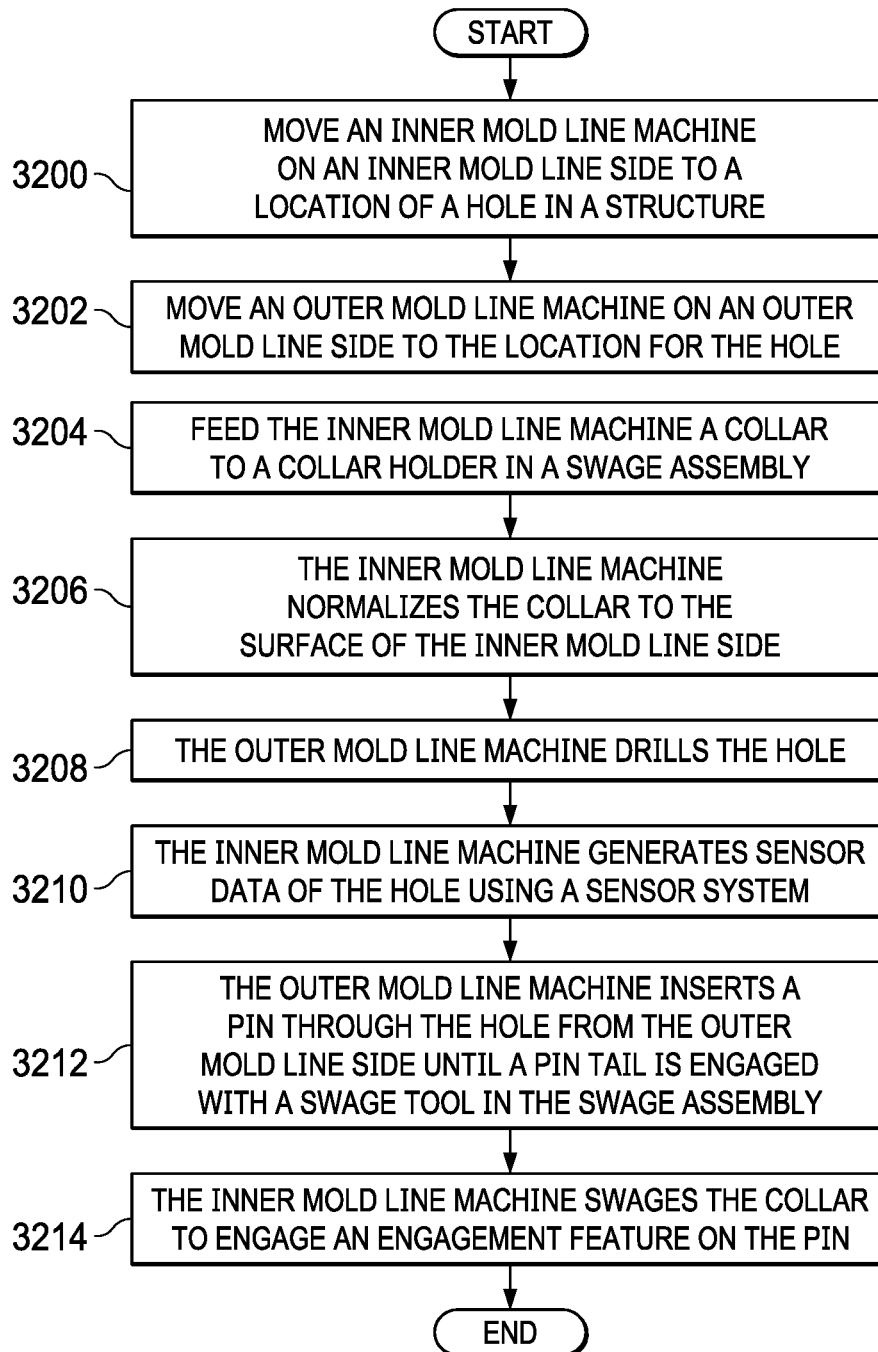 START
3200
MOVE AN INNER MOLD LINE MACHINE
ON AN INNER MOLD LINE SIDE TO A
LOCATION OF A HOLE IN A STRUCTURE
3202
MOVE AN OUTER MOLD LINE MACHINE ON AN OUTER
MOLD LINE SIDE TO THE LOCATION FOR THE HOLE
3204
FEED THE INNER MOLD LINE MACHINE A COLLAR
TO A COLLAR HOLDER IN A SWAGE ASSEMBLY
3206
THE INNER MOLD LINE MACHINE
NORMALIZES THE COLLAR TO THE
SURFACE OF THE INNER MOLD LINE SIDE
3208
THE OUTER MOLD LINE MACHINE DRILLS THE HOLE
3210
THE INNER MOLD LINE MACHINE GENERATES SENSOR
DATA OF THE HOLE USING A SENSOR SYSTEM
3212
THE OUTER MOLD LINE MACHINE INSERTS A
PIN THROUGH THE HOLE FROM THE OUTER
MOLD LINE SIDE UNTIL A PIN TAIL IS ENGAGED
WITH A SWAGE TOOL IN THE SWAGE ASSEMBLY
3214
THE INNER MOLD LINE MACHINE SWAGES THE COLLAR
TO ENGAGE AN ENGAGEMENT FEATURE ON THE PIN
END